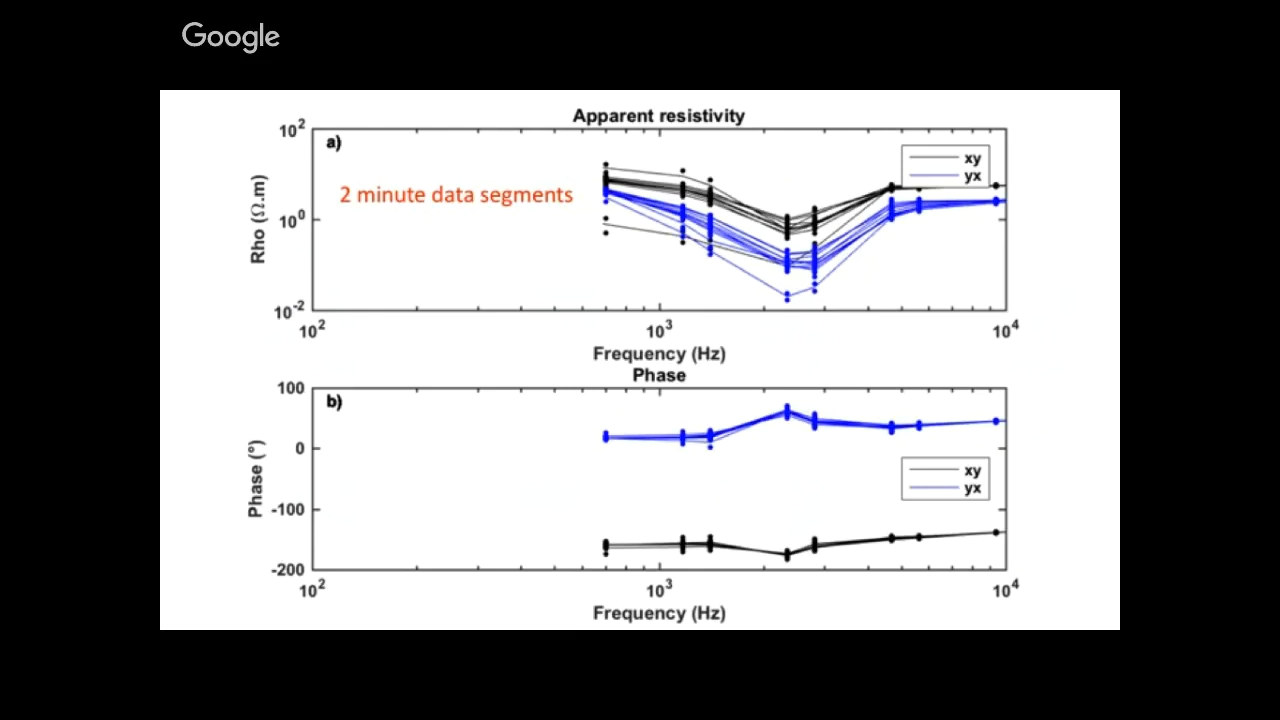 Google
Apparent resistivity
a)
2 minute data segments
xy
yx
10^2
10^0
10^-2
Rho (Ω.m)
10^2
10^3
10^4
Frequency (Hz)
Phase
b)
xy
yx
100
0
-100
-200
Phase (°)
10^2
10^3
10^4
Frequency (Hz)